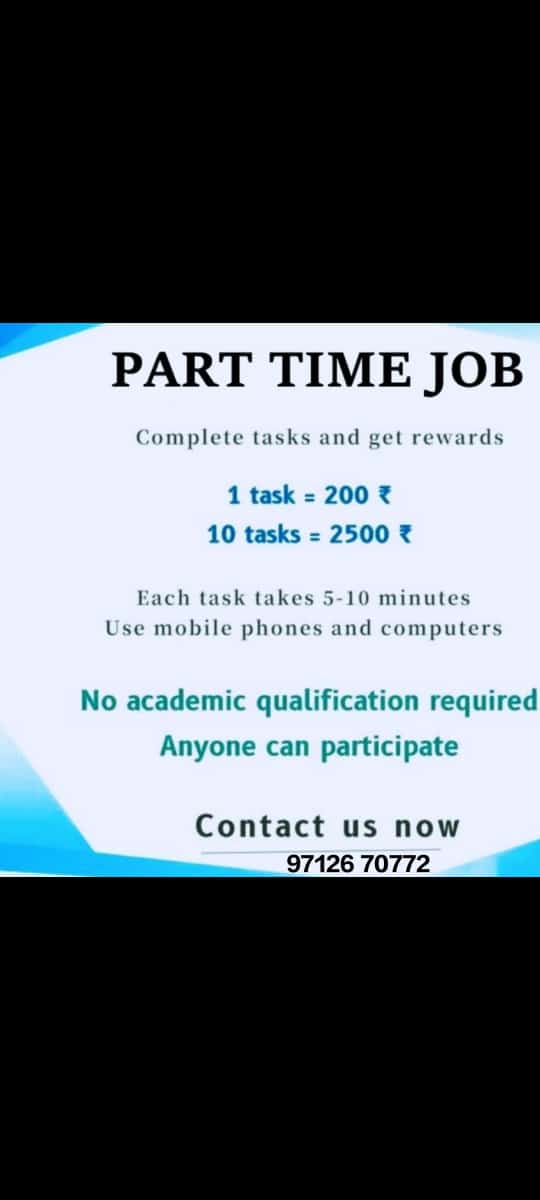 PART TIME JOB
Complete tasks and get rewards
1 task = 200 ₹
10 tasks = 2500 ₹
Each task takes 5-10 minutes
Use mobile phones and computers
No academic qualification required
Anyone can participate
Contact us now
97126 70772